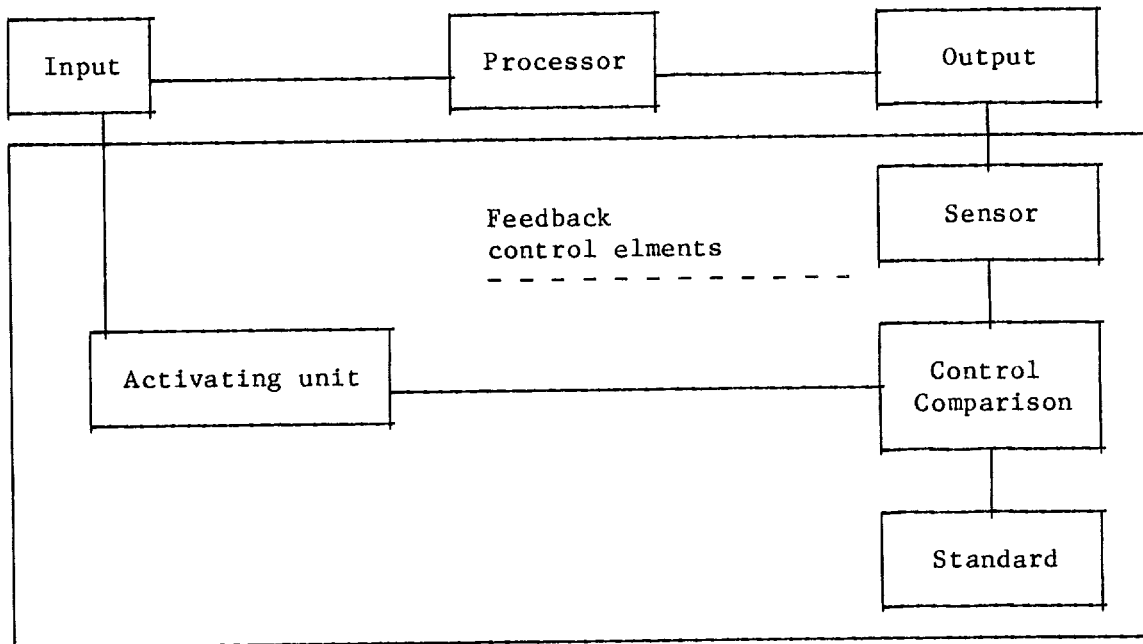 Input
Processor
Output
Sensor
Feedback
control elments
Activating unit
Control
Comparison
Standard